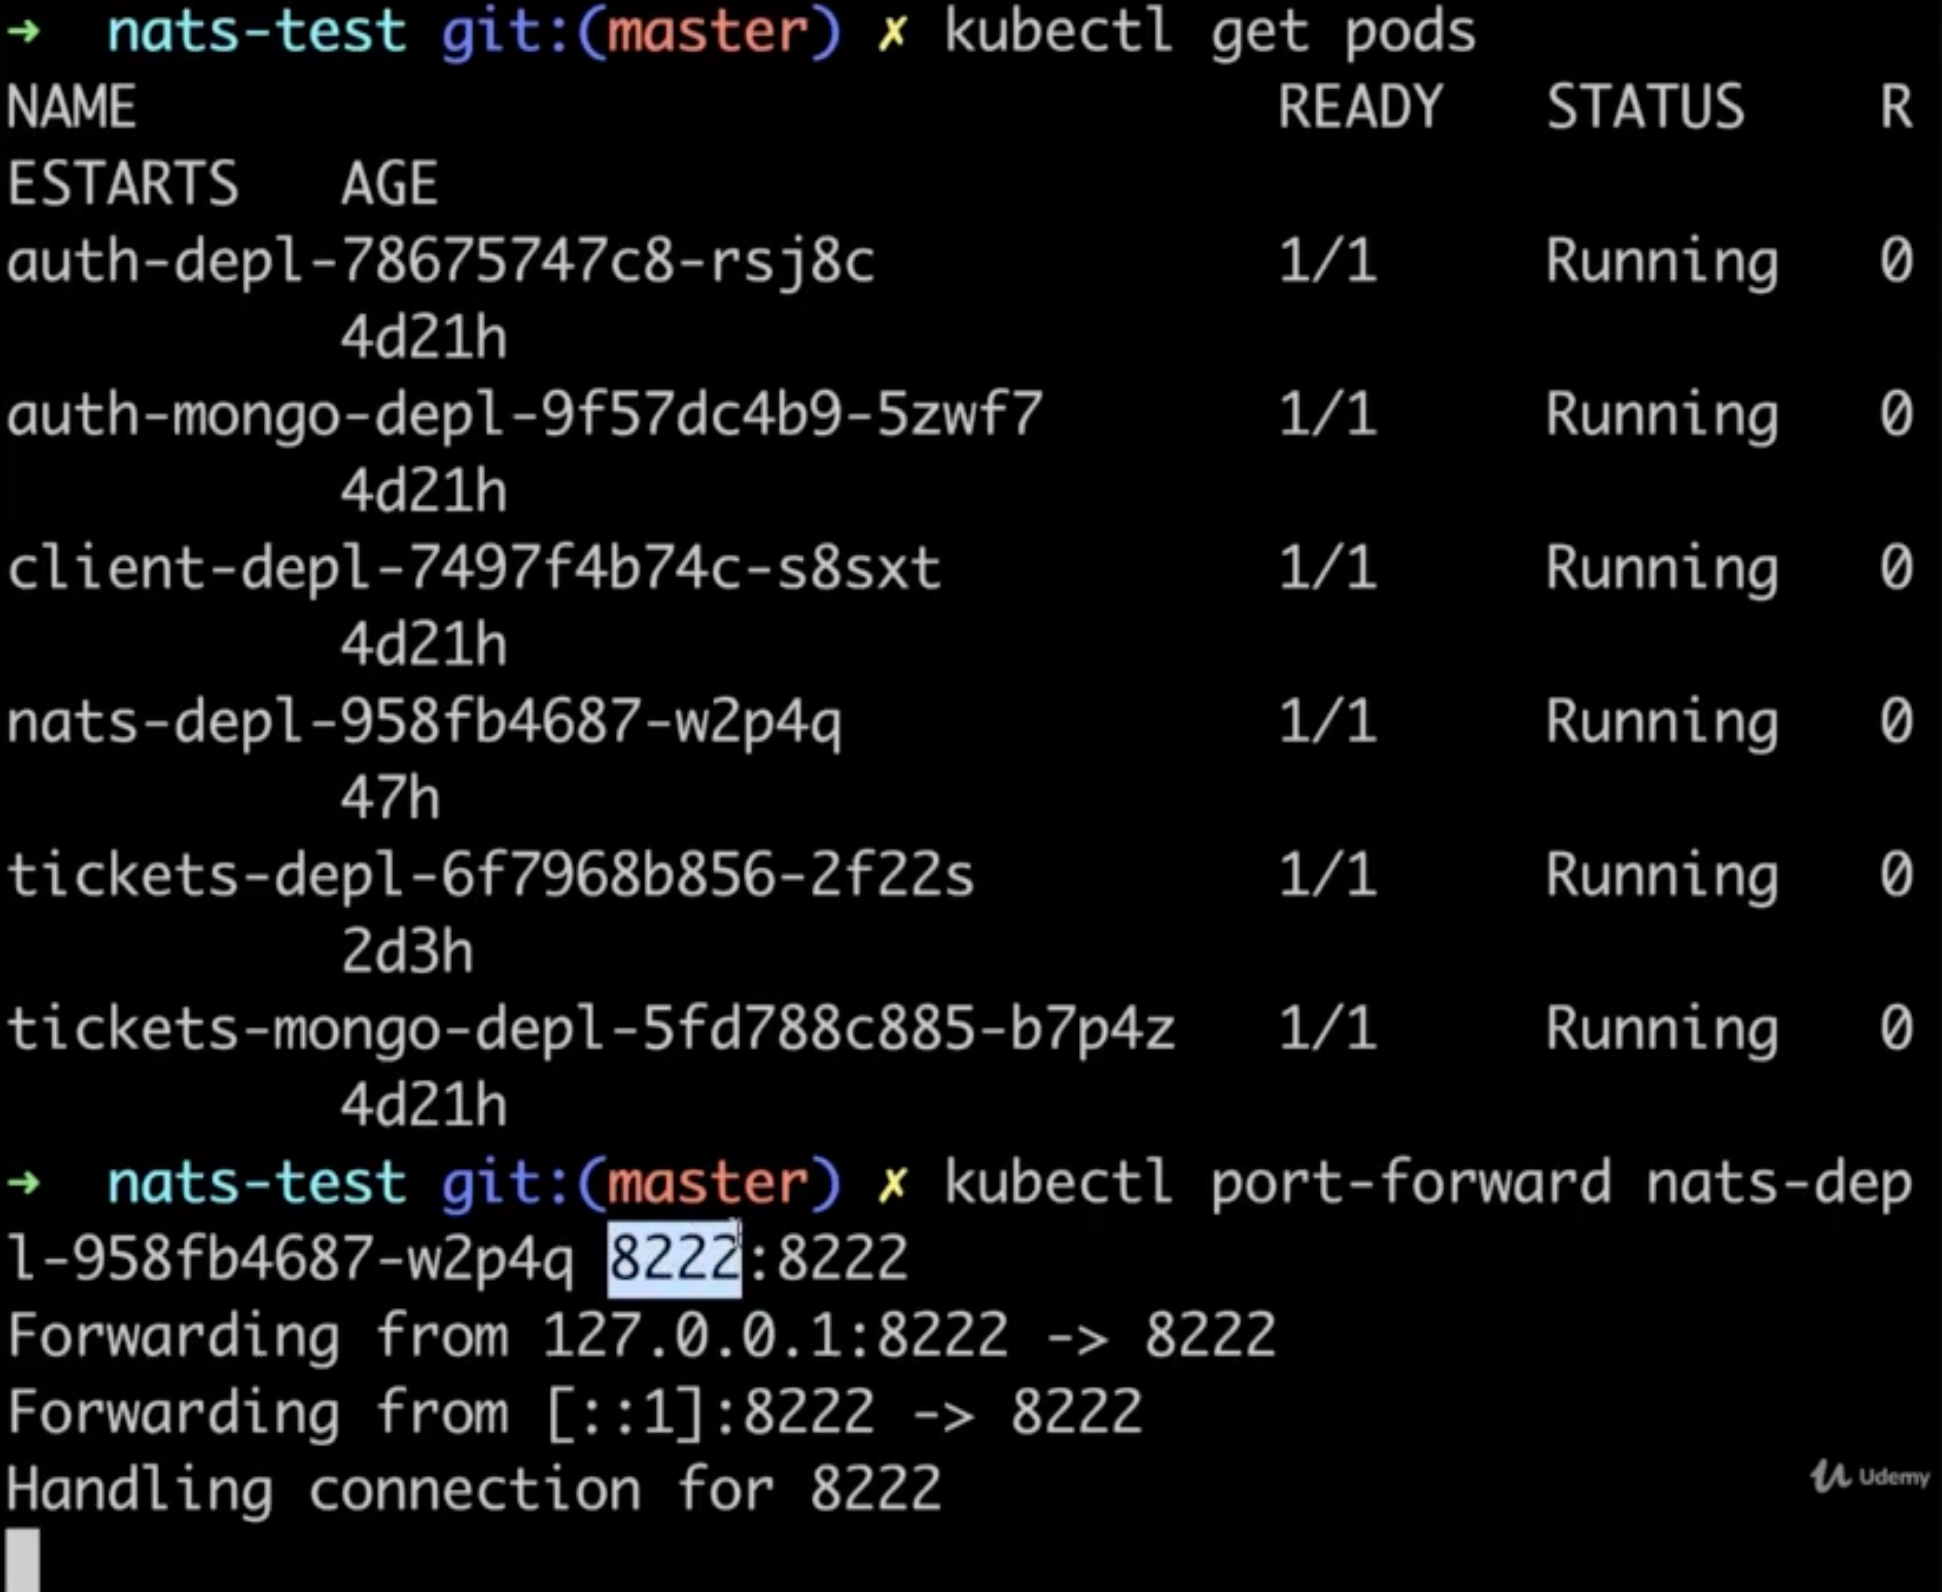 ➜  nats-test git:(master) ✗ kubectl get pods
NAME                                  READY   STATUS    R
ESTARTS   AGE
auth-depl-78675747c8-rsj8c            1/1     Running   0
          4d21h
auth-mongo-depl-9f57dc4b9-5zwf7       1/1     Running   0
          4d21h
client-depl-7497f4b74c-s8sxt          1/1     Running   0
          4d21h
nats-depl-958fb4687-w2p4q             1/1     Running   0
          47h
tickets-depl-6f7968b856-2f22s         1/1     Running   0
          2d3h
tickets-mongo-depl-5fd788c885-b7p4z   1/1     Running   0
          4d21h
➜  nats-test git:(master) ✗ kubectl port-forward nats-dep
l-958fb4687-w2p4q 8222:8222
Forwarding from 127.0.0.1:8222 -> 8222
Forwarding from [::1]:8222 -> 8222
Handling connection for 8222
Udemy